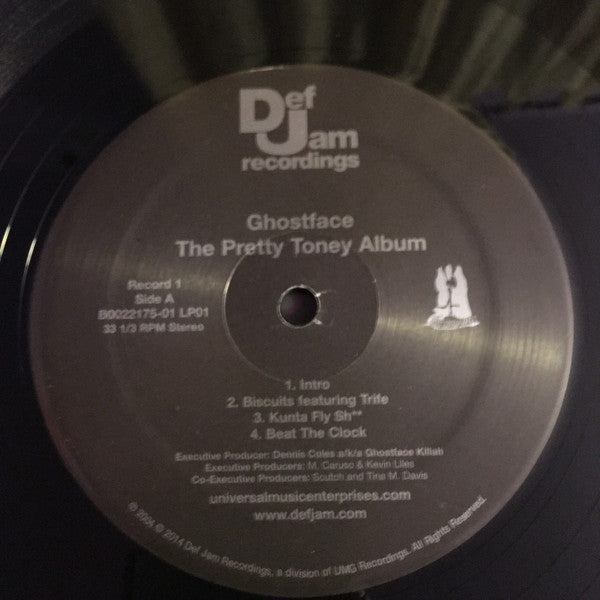 Def
Jam
recordings
Ghostface
The Pretty Toney Album
Record 1
Side A
B0022175-01 LP01
33 1/3 RPM Stereo
1. Intro
2. Biscuits featuring Trife
3. Kunta Fly Sh**
4. Beat The Clock
Executive Producer: Dennis Coles a/k/a Ghostface Killah
Executive Producers: M. Caruso & Kevin Liles
Co-Executive Producers: Scutch and Tina M. Davis
universalmusicenterprises.com
www.defjam.com
℗ 2004 © 2014 Def Jam Recordings, a division of UMG Recordings. All Rights Reserved.